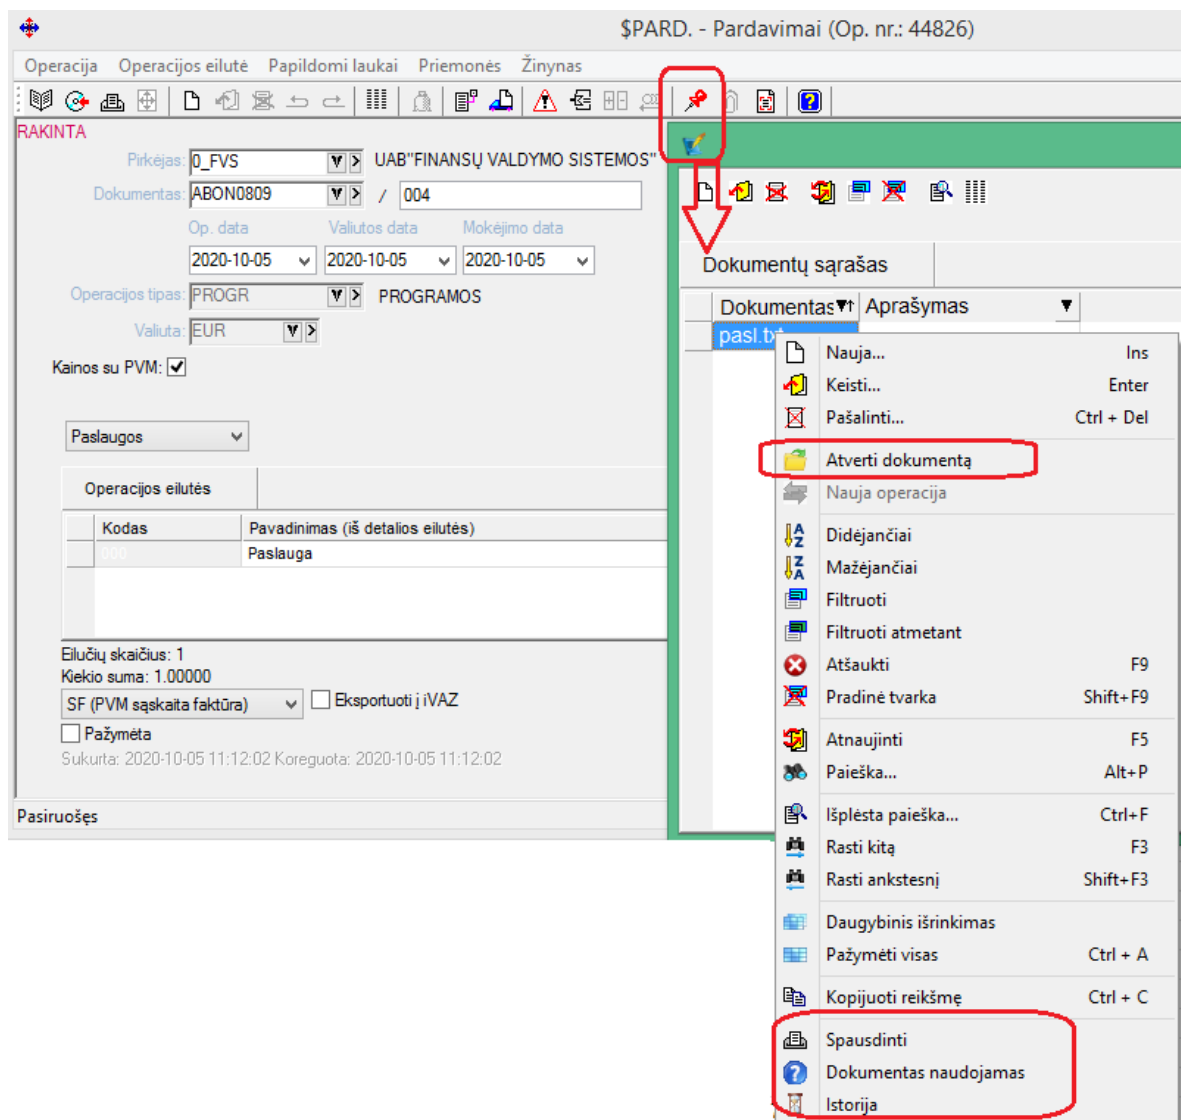 $PARD. - Pardavimai (Op. nr.: 44826)
Operacija Operacijos eilutė Papildomi laukai Priemonės Žinynas
RAKINTA
Pirkėjas: 0_FVS UAB"FINANSŲ VALDYMO SISTEMOS"
Dokumentas: ABON0809 / 004
Op. data Valiutos data Mokėjimo data
2020-10-05 2020-10-05 2020-10-05
Operacijos tipas: PROGR PROGRAMOS
Valiuta: EUR
Kainos su PVM:
Paslaugos
Operacijos eilutės
Kodas Pavadinimas (iš detalios eilutės)
000 Paslauga
Eilučių skaičius: 1
Kiekio suma: 1.00000
SF (PVM sąskaita faktūra) Eksportuoti į iVAZ
Pažymėta
Sukurta: 2020-10-05 11:12:02 Koreguota: 2020-10-05 11:12:02
Pasiruošęs
Dokumentų sąrašas
Dokumentas Aprašymas
pasl.txt
Nauja... Ins
Keisti... Enter
Pašalinti... Ctrl + Del
Atverti dokumentą
Nauja operacija
Didėjančiai
Mažėjančiai
Filtruoti
Filtruoti atmetant
Atšaukti F9
Pradinė tvarka Shift+F9
Atnaujinti F5
Paieška... Alt+P
Išplėsta paieška... Ctrl+F
Rasti kitą F3
Rasti ankstesnį Shift+F3
Daugybinis išrinkimas
Pažymėti visas Ctrl + A
Kopijuoti reikšmę Ctrl + C
Spausdinti
Dokumentas naudojamas
Istorija